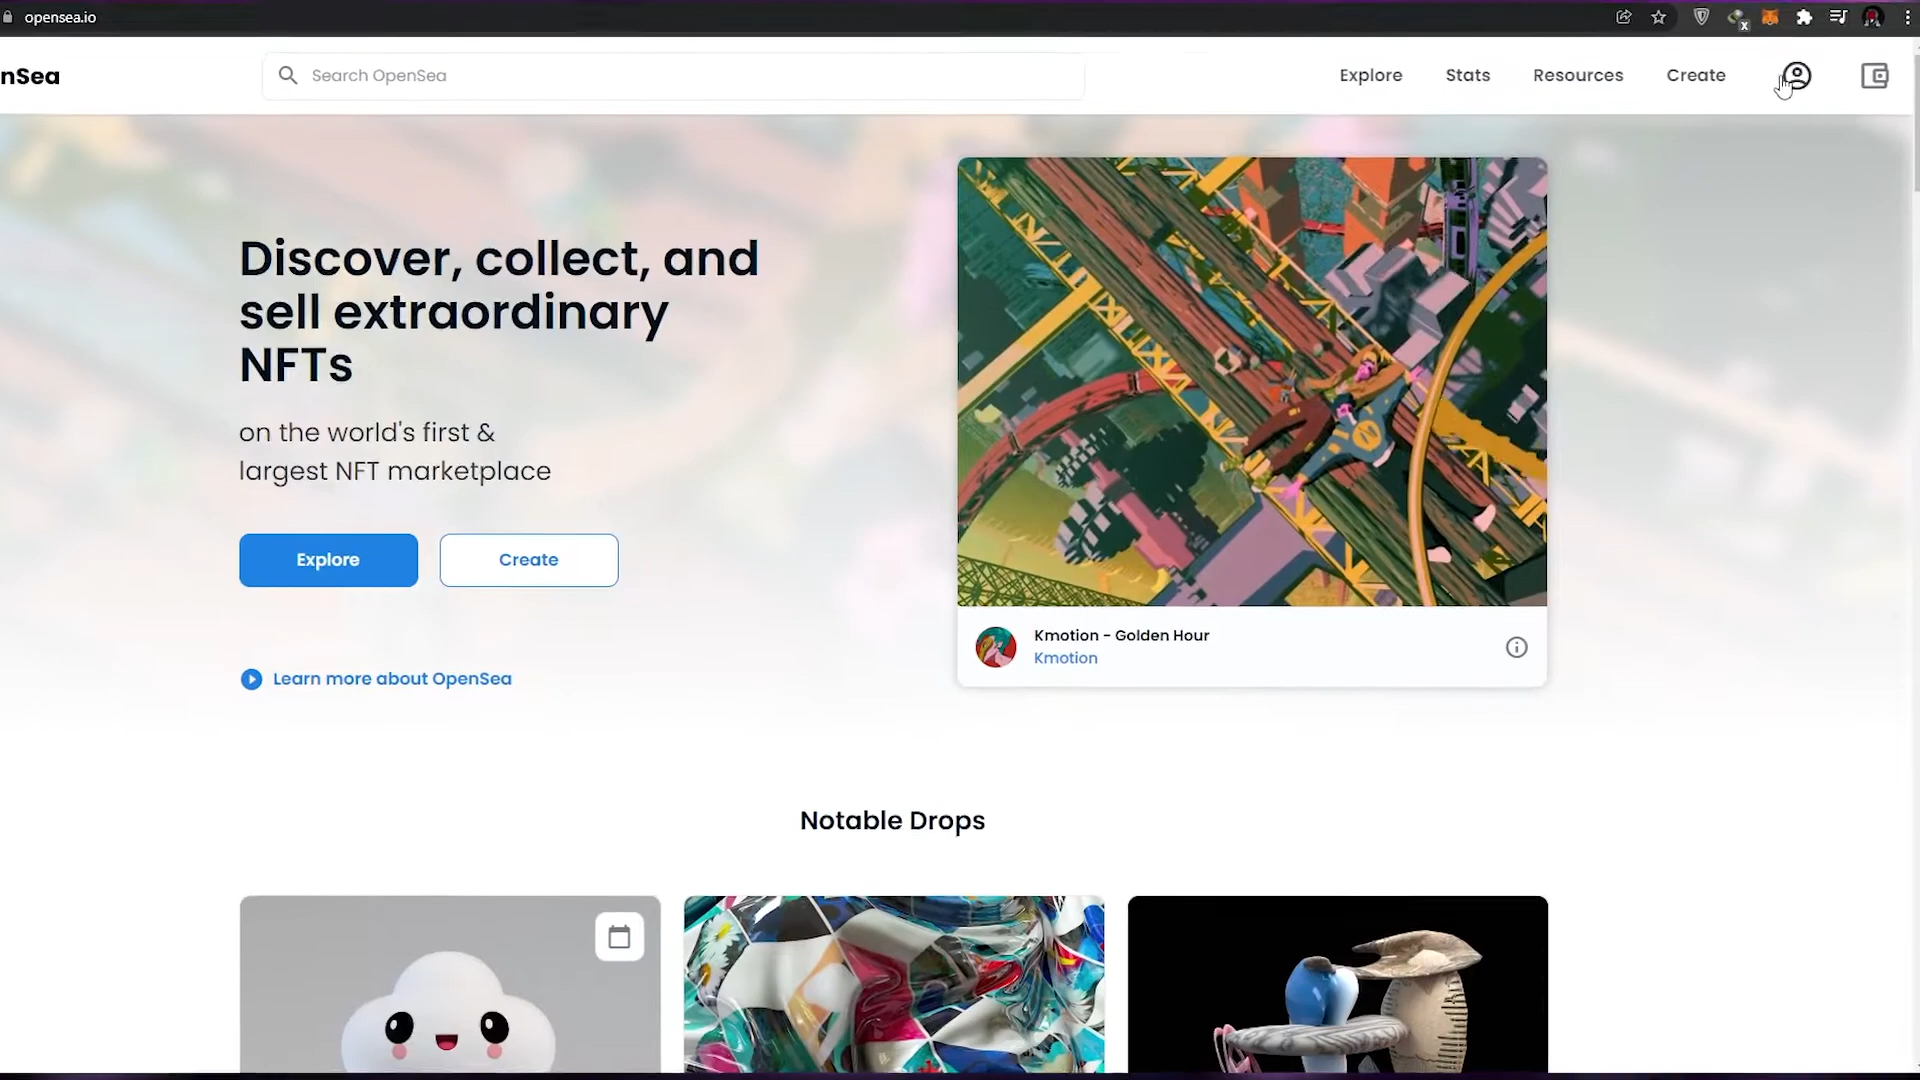 opensea.io
nSea
Search OpenSea
Explore
Stats
Resources
Create
Discover, collect, and
sell extraordinary
NFTs
on the world's first &
largest NFT marketplace
Explore
Create
Learn more about OpenSea
Kmotion - Golden Hour
Kmotion
Notable Drops